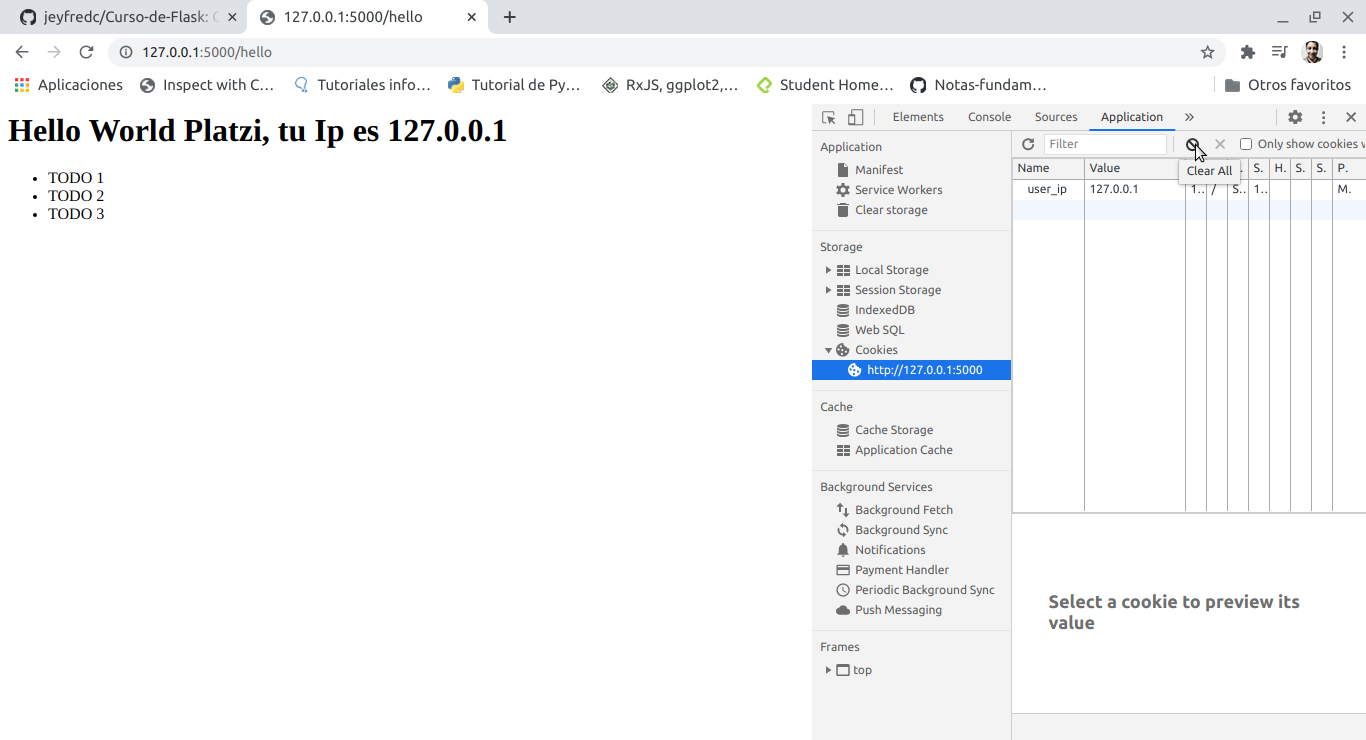 jeyfredc/Curso-de-Flask: C
127.0.0.1:5000/hello
127.0.0.1:5000/hello
Aplicaciones
Inspect with C…
Tutoriales info…
Tutorial de Py…
RxJS, ggplot2,…
Student Home…
Notas-fundam…
Otros favoritos
Hello World Platzi, tu Ip es 127.0.0.1
• TODO 1
• TODO 2
• TODO 3
Elements Console Sources Application »
Application
Manifest
Service Workers
Clear storage
Storage
Local Storage
Session Storage
IndexedDB
Web SQL
Cookies
http://127.0.0.1:5000
Cache
Cache Storage
Application Cache
Background Services
Background Fetch
Background Sync
Notifications
Payment Handler
Periodic Background Sync
Push Messaging
Frames
top
Filter
Only show cookies w
Clear All
Name Value S.. H. S. S. P.
user_ip 127.0.0.1 1.. / S.. 1.. M.
Select a cookie to preview its
value